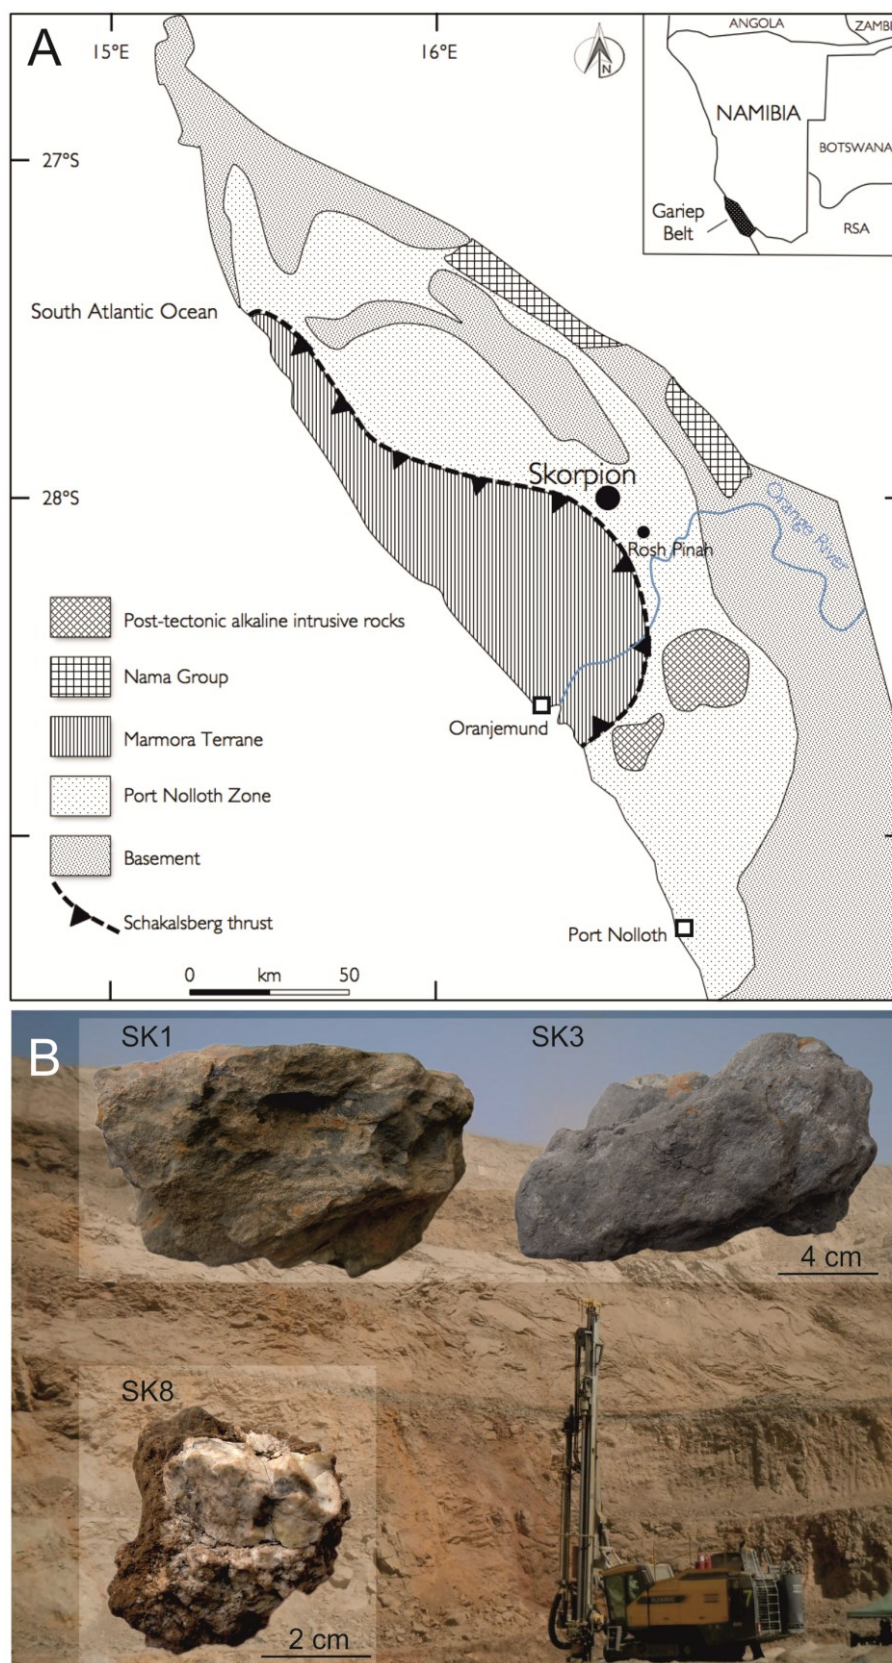 A
15°E
16°E
N
ANGOLA
ZAMBI
NAMIBIA
BOTSWANA
Gariep
Belt
RSA
27°S
South Atlantic Ocean
28°S
Skorpion
Rosh Pinah
Orange River
Oranjemund
Port Nolloth
Post-tectonic alkaline intrusive rocks
Nama Group
Marmora Terrane
Port Nolloth Zone
Basement
Schakalsberg thrust
0 km 50
B
SK1
SK3
4 cm
SK8
2 cm
7